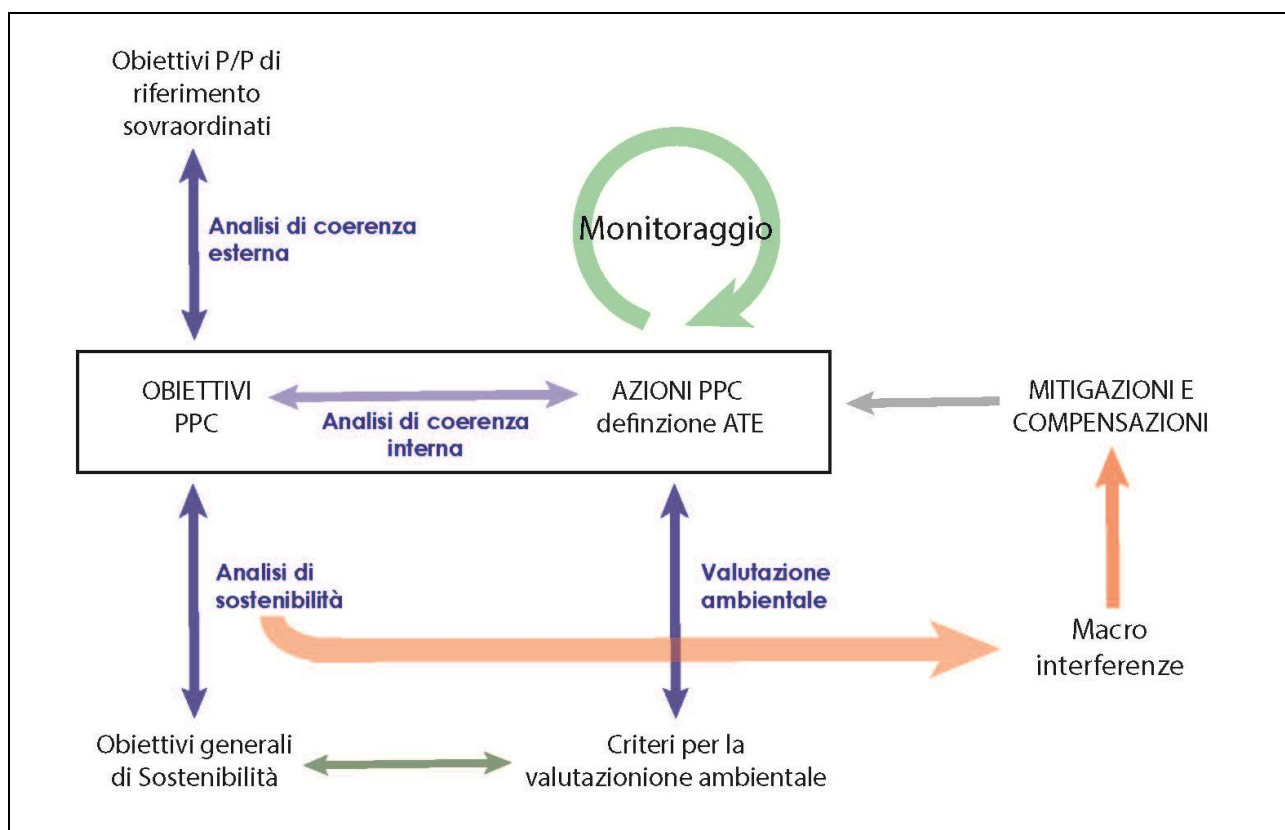 Obiettivi P/P di
riferimento
sovraordinati
Analisi di coerenza
esterna
Monitoraggio
OBIETTIVI
PPC
Analisi di coerenza
interna
AZIONI PPC
definzione ATE
MITIGAZIONI E
COMPENSAZIONI
Analisi di
sostenibilità
Valutazione
ambientale
Macro
interferenze
Obiettivi generali
di Sostenibilità
Criteri per la
valutazionione ambientale